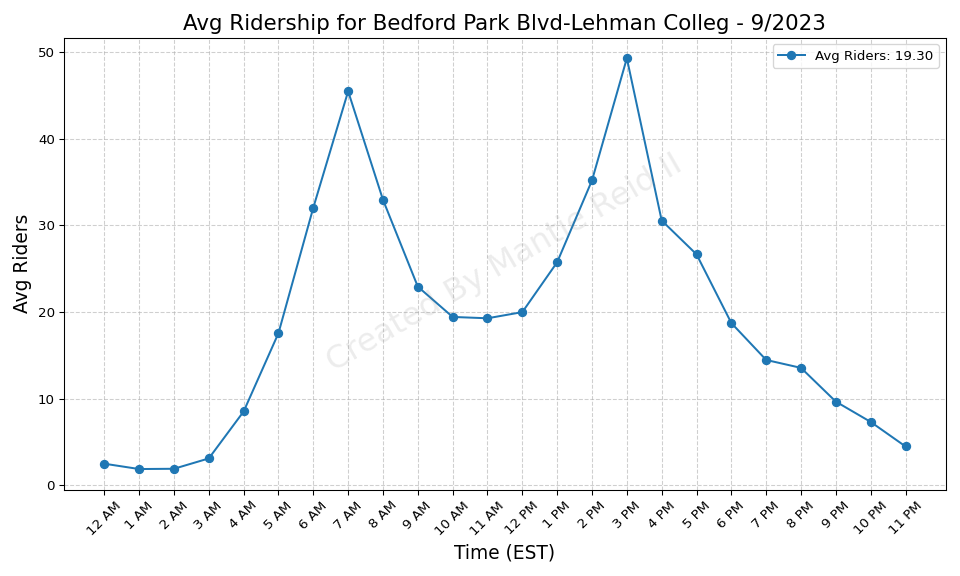 Avg Ridership for Bedford Park Blvd-Lehman Colleg - 9/2023
Avg Riders: 19.30
50
40
30
20
10
0
Avg Riders
Created By Mantie Reid II
12 AM
1 AM
2 AM
3 AM
4 AM
5 AM
6 AM
7 AM
8 AM
9 AM
10 AM
11 AM
12 PM
1 PM
2 PM
3 PM
4 PM
5 PM
6 PM
7 PM
8 PM
9 PM
10 PM
11 PM
Time (EST)